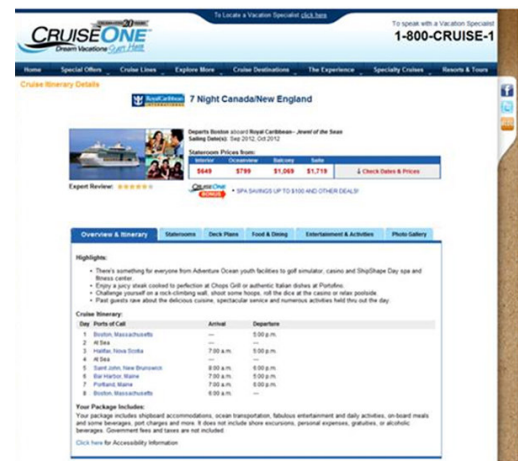 To Locate a Vacation Specialist click here
CELEBRATING 20 YEARS
CRUISEONE
Dream Vacations Start Here
To speak with a Vacation Specialist
1-800-CRUISE-1
Home Special Offers Cruise Lines Explore More Cruise Destinations The Experience Specialty Cruises Resorts & Tours
Cruise Itinerary Details
RoyalCaribbean 7 Night Canada/New England
Departs Boston aboard Royal Caribbean - Jewel of the Seas
Sailing Date(s): Sep 2012, Oct 2012
Stateroom Prices from:
Interior Oceanview Balcony Suite
$649 $799 $1,069 $1,719 Check Dates & Prices
Expert Review:
CRUISEONE BONUS • SPA SAVINGS UP TO $100 AND OTHER DEALS!
Overview & Itinerary Staterooms Deck Plans Food & Dining Entertainment & Activities Photo Gallery
Highlights:
• There's something for everyone from Adventure Ocean youth facilities to golf simulator, casino and ShipShape Day spa and
fitness center.
• Enjoy a juicy steak cooked to perfection at Chops Grill or authentic Italian dishes at Portofino.
• Challenge yourself on a rock-climbing wall, shoot some hoops, roll the dice at the casino or relax poolside.
• Past guests rave about the delicious cuisine, spectacular service and numerous activities held thru out the day.
Cruise Itinerary:
Day Ports of Call Arrival Departure
1 Boston, Massachusetts --- 5:00 p.m.
2 At Sea --- ---
3 Halifax, Nova Scotia 7:00 a.m. 5:00 p.m.
4 At Sea --- ---
5 Saint John, New Brunswick 8:00 a.m. 6:00 p.m.
6 Bar Harbor, Maine 7:00 a.m. 5:00 p.m.
7 Portland, Maine 7:00 a.m. 6:00 p.m.
8 Boston, Massachusetts 6:00 a.m. ---
Your Package Includes:
Your package includes shipboard accommodations, ocean transportation, fabulous entertainment and daily activities, on-board meals
and some beverages, port charges and more. It does not include shore excursions, personal expenses, gratuities, or alcoholic
beverages. Government fees and taxes are not included.
Click here for Accessibility Information